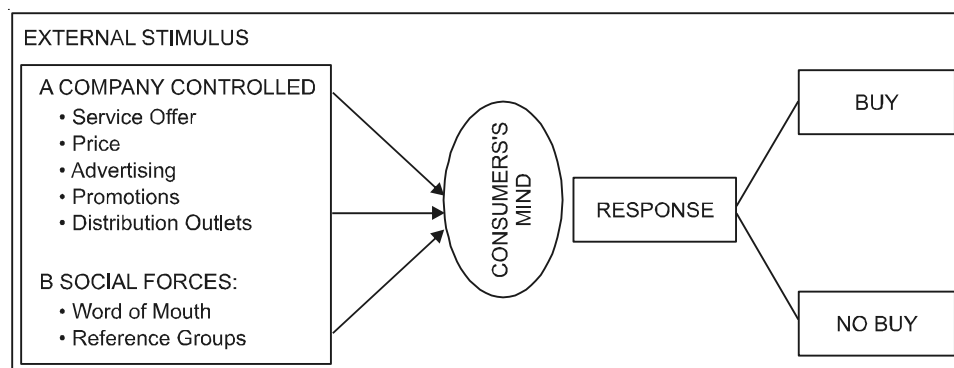 EXTERNAL STIMULUS
A COMPANY CONTROLLED
• Service Offer
• Price
• Advertising
• Promotions
• Distribution Outlets
B SOCIAL FORCES:
• Word of Mouth
• Reference Groups
CONSUMERS'S
MIND
RESPONSE
BUY
NO BUY